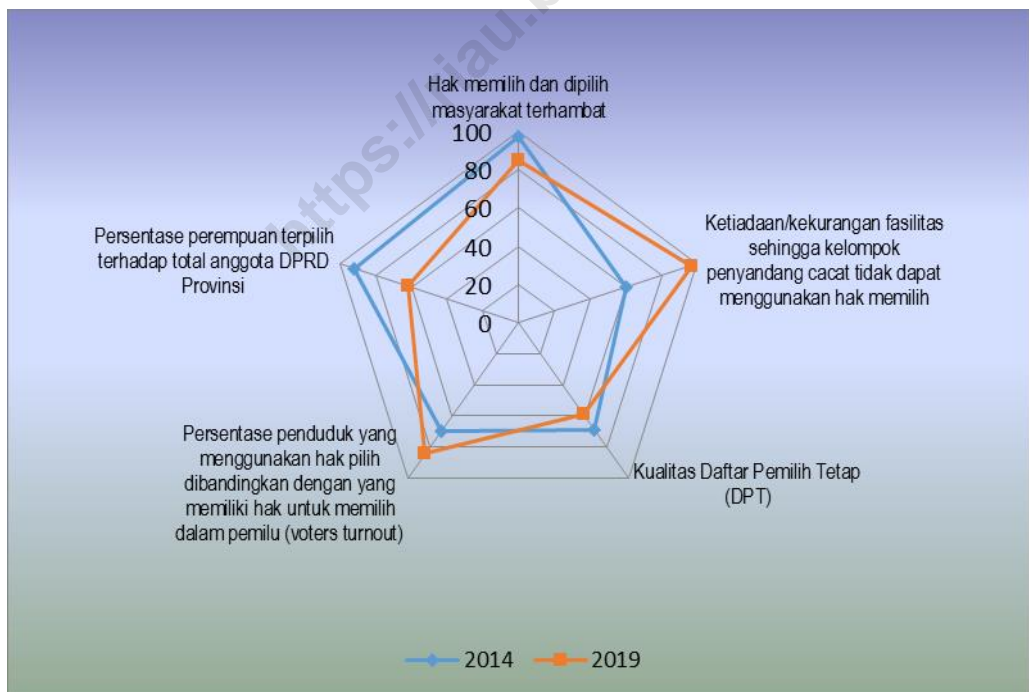 https://riau.b
Hak memilih dan dipilih
masyarakat terhambat
100
80
60
40
20
0
Ketiadaan/kekurangan fasilitas
sehingga kelompok
penyandang cacat tidak dapat
menggunakan hak memilih
Persentase perempuan terpilih
terhadap total anggota DPRD
Provinsi
Persentase penduduk yang
menggunakan hak pilih
dibandingkan dengan yang
memiliki hak untuk memilih
dalam pemilu (voters turnout)
Kualitas Daftar Pemilih Tetap
(DPT)
2014 2019